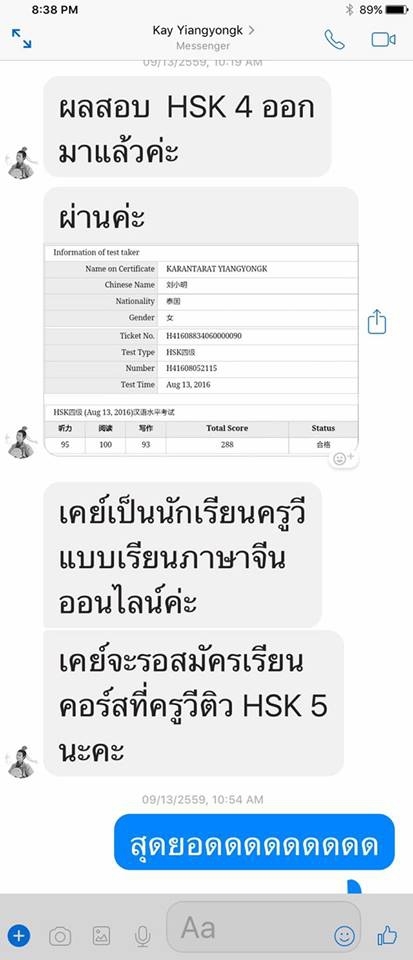 8:38 PM
89%
Kay Yiangyongk
Messenger
09/13/2559, 10:19 AM
ผลสอบ HSK 4 ออก
มาแล้วค่ะ
ผ่านค่ะ
Information of test taker
Name on Certificate KARANTARAT YIANGYONGK
Chinese Name 刘小明
Nationality 泰国
Gender 女
Ticket No. H41608834060000090
Test Type HSK四级
Number H41608052115
Test Time Aug 13, 2016
HSK四级 (Aug 13, 2016)汉语水平考试
听力 阅读 写作 Total Score Status
95 100 93 288 合格
เคย์เป็นนักเรียนครูวี
แบบเรียนภาษาจีน
ออนไลน์ค่ะ
เคย์จะรอสมัครเรียน
คอร์สที่ครูวีติว HSK 5
นะคะ
09/13/2559, 10:54 AM
สุดยอดดดดดดดดดด
Aa